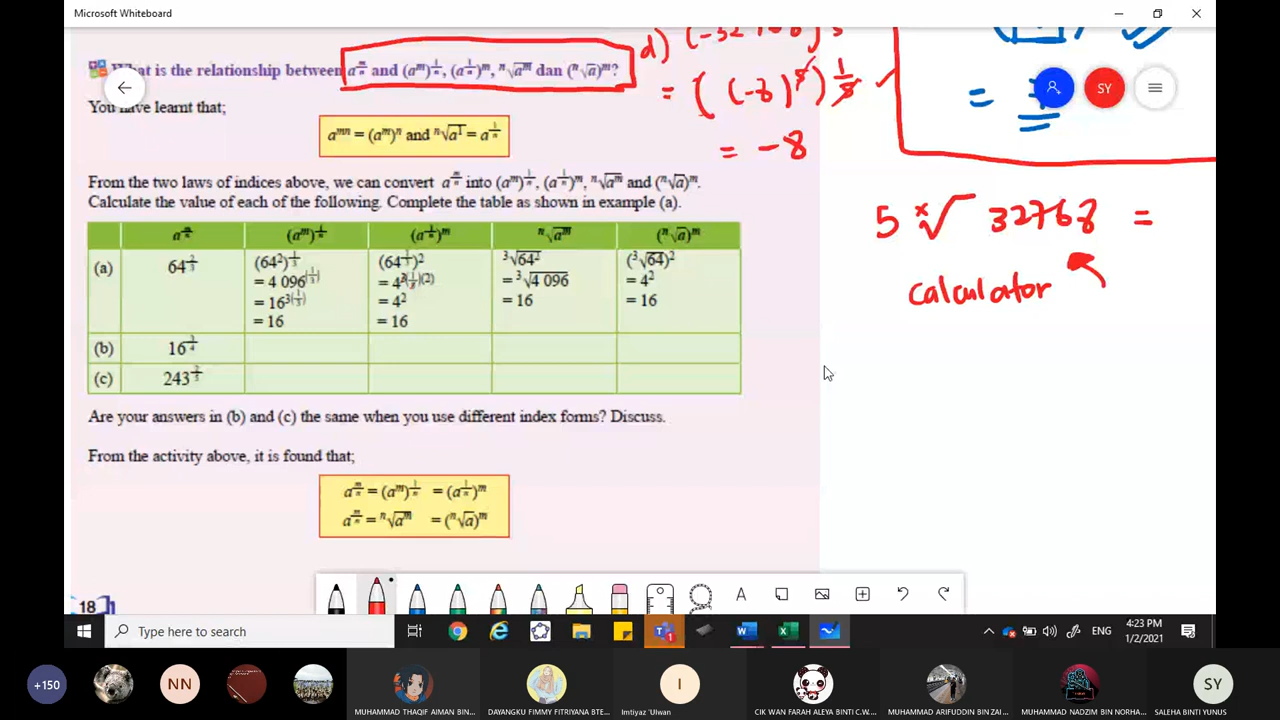 Microsoft Whiteboard
What is the relationship between a^(m/n) and (a^m)^(1/n), (a^(1/n))^m, ⁿ√a^m dan (ⁿ√a)^m?
You have learnt that;
a^(mn) = (a^m)^n and ⁿ√a¹ = a^(1/n)
From the two laws of indices above, we can convert a^(m/n) into (a^m)^(1/n), (a^(1/n))^m, ⁿ√a^m and (ⁿ√a)^m.
Calculate the value of each of the following. Complete the table as shown in example (a).
a^(m/n) (a^m)^(1/n) (a^(1/n))^m ⁿ√a^m (ⁿ√a)^m
(a) 64^(2/3) (64²)^(1/3) (64^(1/3))² ³√64² (³√64)²
= 4 096^(1/3) = 4^(3(1/3)(2)) = ³√4 096 = 4²
= 16^(3(1/3)) = 4² = 16 = 16
= 16 = 16
(b) 16^(3/4)
(c) 243^(2/5)
Are your answers in (b) and (c) the same when you use different index forms? Discuss.
From the activity above, it is found that;
a^(m/n) = (a^m)^(1/n) = (a^(1/n))^m
a^(m/n) = ⁿ√a^m = (ⁿ√a)^m
18
d)
= ((-8)^5)^(1/5)
= -8
=
5 ˣ√ 32768 =
calculator
SY
A
Type here to search
ENG
4:23 PM
1/2/2021
+150
NN
I
SY
MUHAMMAD THAQIF AIMAN BIN...
DAYANGKU FIMMY FITRIYANA BTE...
Imtiyaz `Ulwan
CIK WAN FARAH ALEYA BINTI C.W...
MUHAMMAD ARIFUDDIN BIN ZAI...
MUHAMMAD NADZIM BIN NORHA...
SALEHA BINTI YUNUS